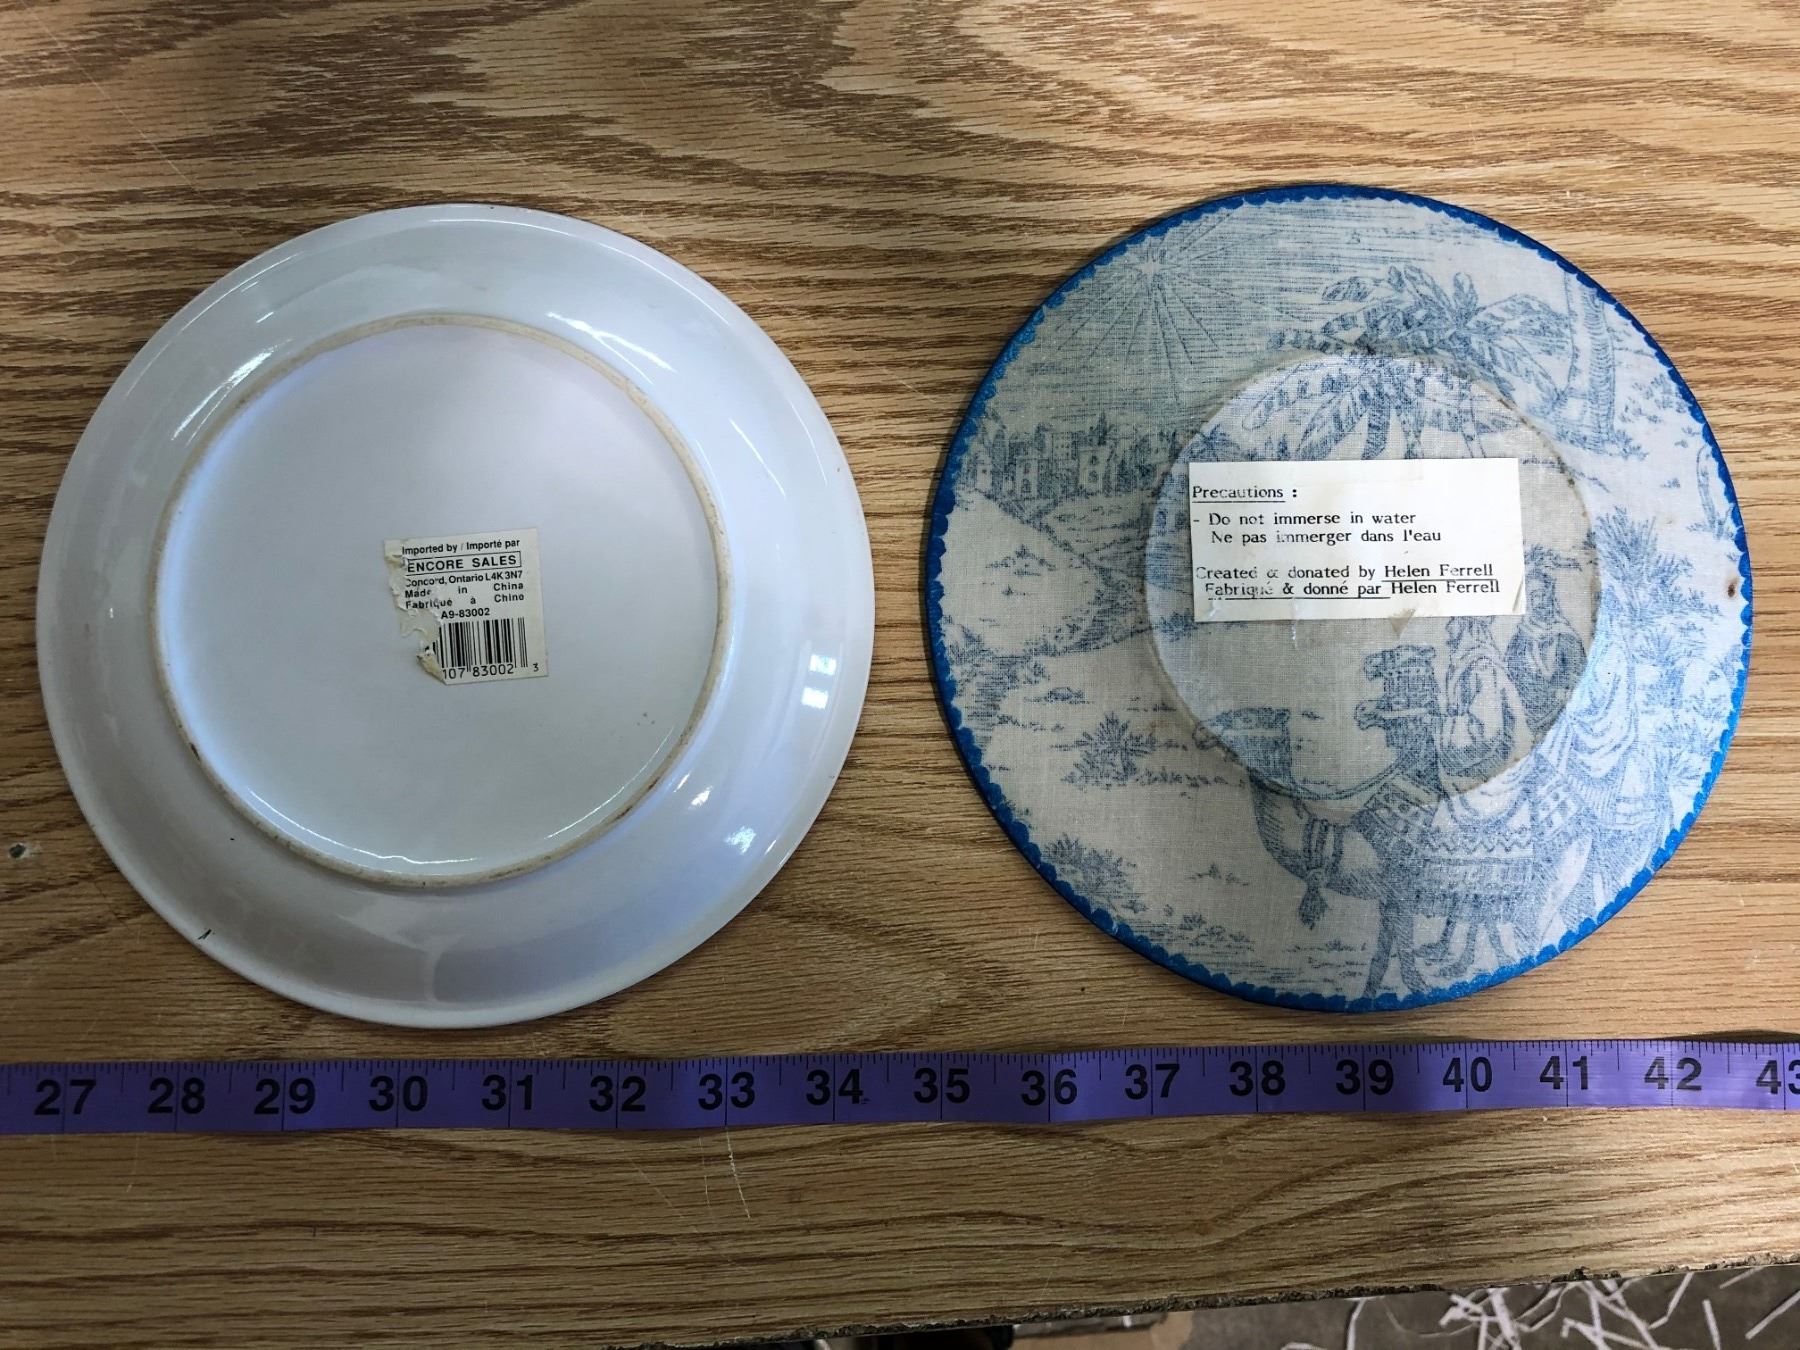 Imported by / Importé par
ENCORE SALES
Concord, Ontario L4K 3N7
Made in China
Fabriqué à Chine
A9-83002
107 83002 3
Precautions :
- Do not immerse in water
Ne pas immerger dans l'eau
Created & donated by Helen Ferrell
Fabriqué & donné par Helen Ferrell
27 28 29 30 31 32 33 34 35 36 37 38 39 40 41 42 43